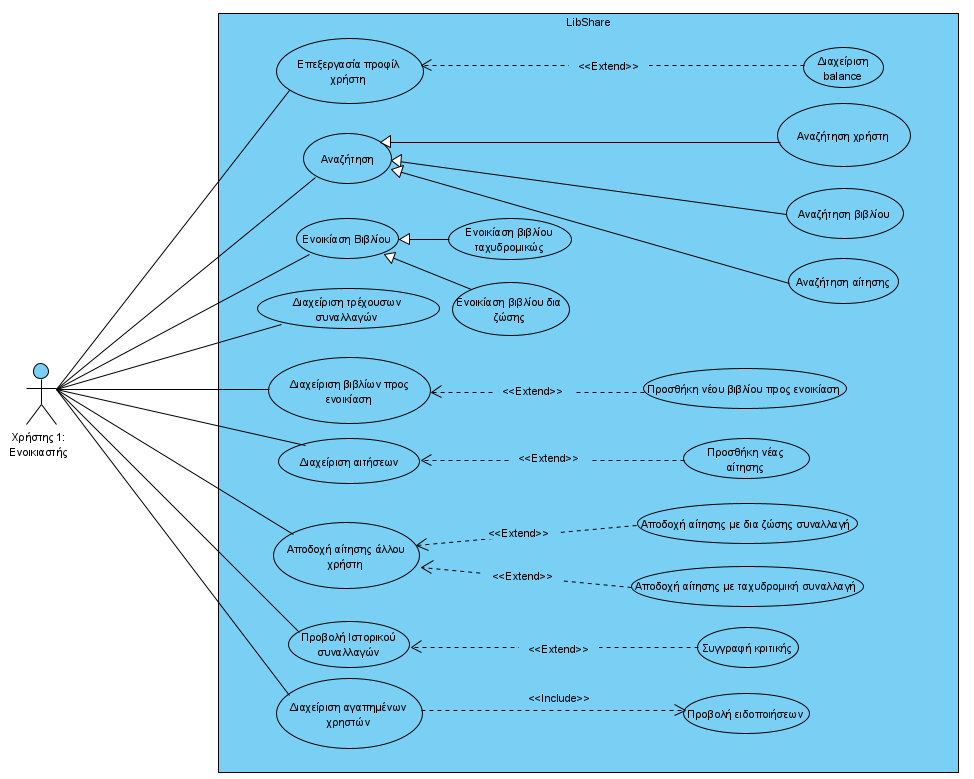 LibShare
Επεξεργασία προφίλ
χρήστη
<<Extend>>
Διαχείριση
balance
Αναζήτηση
Αναζήτηση χρήστη
Αναζήτηση βιβλίου
Αναζήτηση αίτησης
Ενοικίαση Βιβλίου
Ενοικίαση βιβλίου
ταχυδρομικώς
Ενοικίαση βιβλίου δια
ζώσης
Διαχείριση τρέχουσων
συναλλαγών
Διαχείριση βιβλίων προς
ενοικίαση
<<Extend>>
Προσθήκη νέου βιβλίου προς ενοικίαση
Χρήστης 1:
Ενοικιαστής
Διαχείριση αιτήσεων
<<Extend>>
Προσθήκη νέας
αίτησης
Αποδοχή αίτησης άλλου
χρήστη
<<Extend>>
Αποδοχή αίτησης με δια ζώσης συναλλαγή
<<Extend>>
Αποδοχή αίτησης με ταχυδρομική συναλλαγή
Προβολή Ιστορικού
συναλλαγών
<<Extend>>
Συγγραφή κριτικής
Διαχείριση αγαπημένων
χρηστών
<<Include>>
Προβολή ειδοποιήσεων